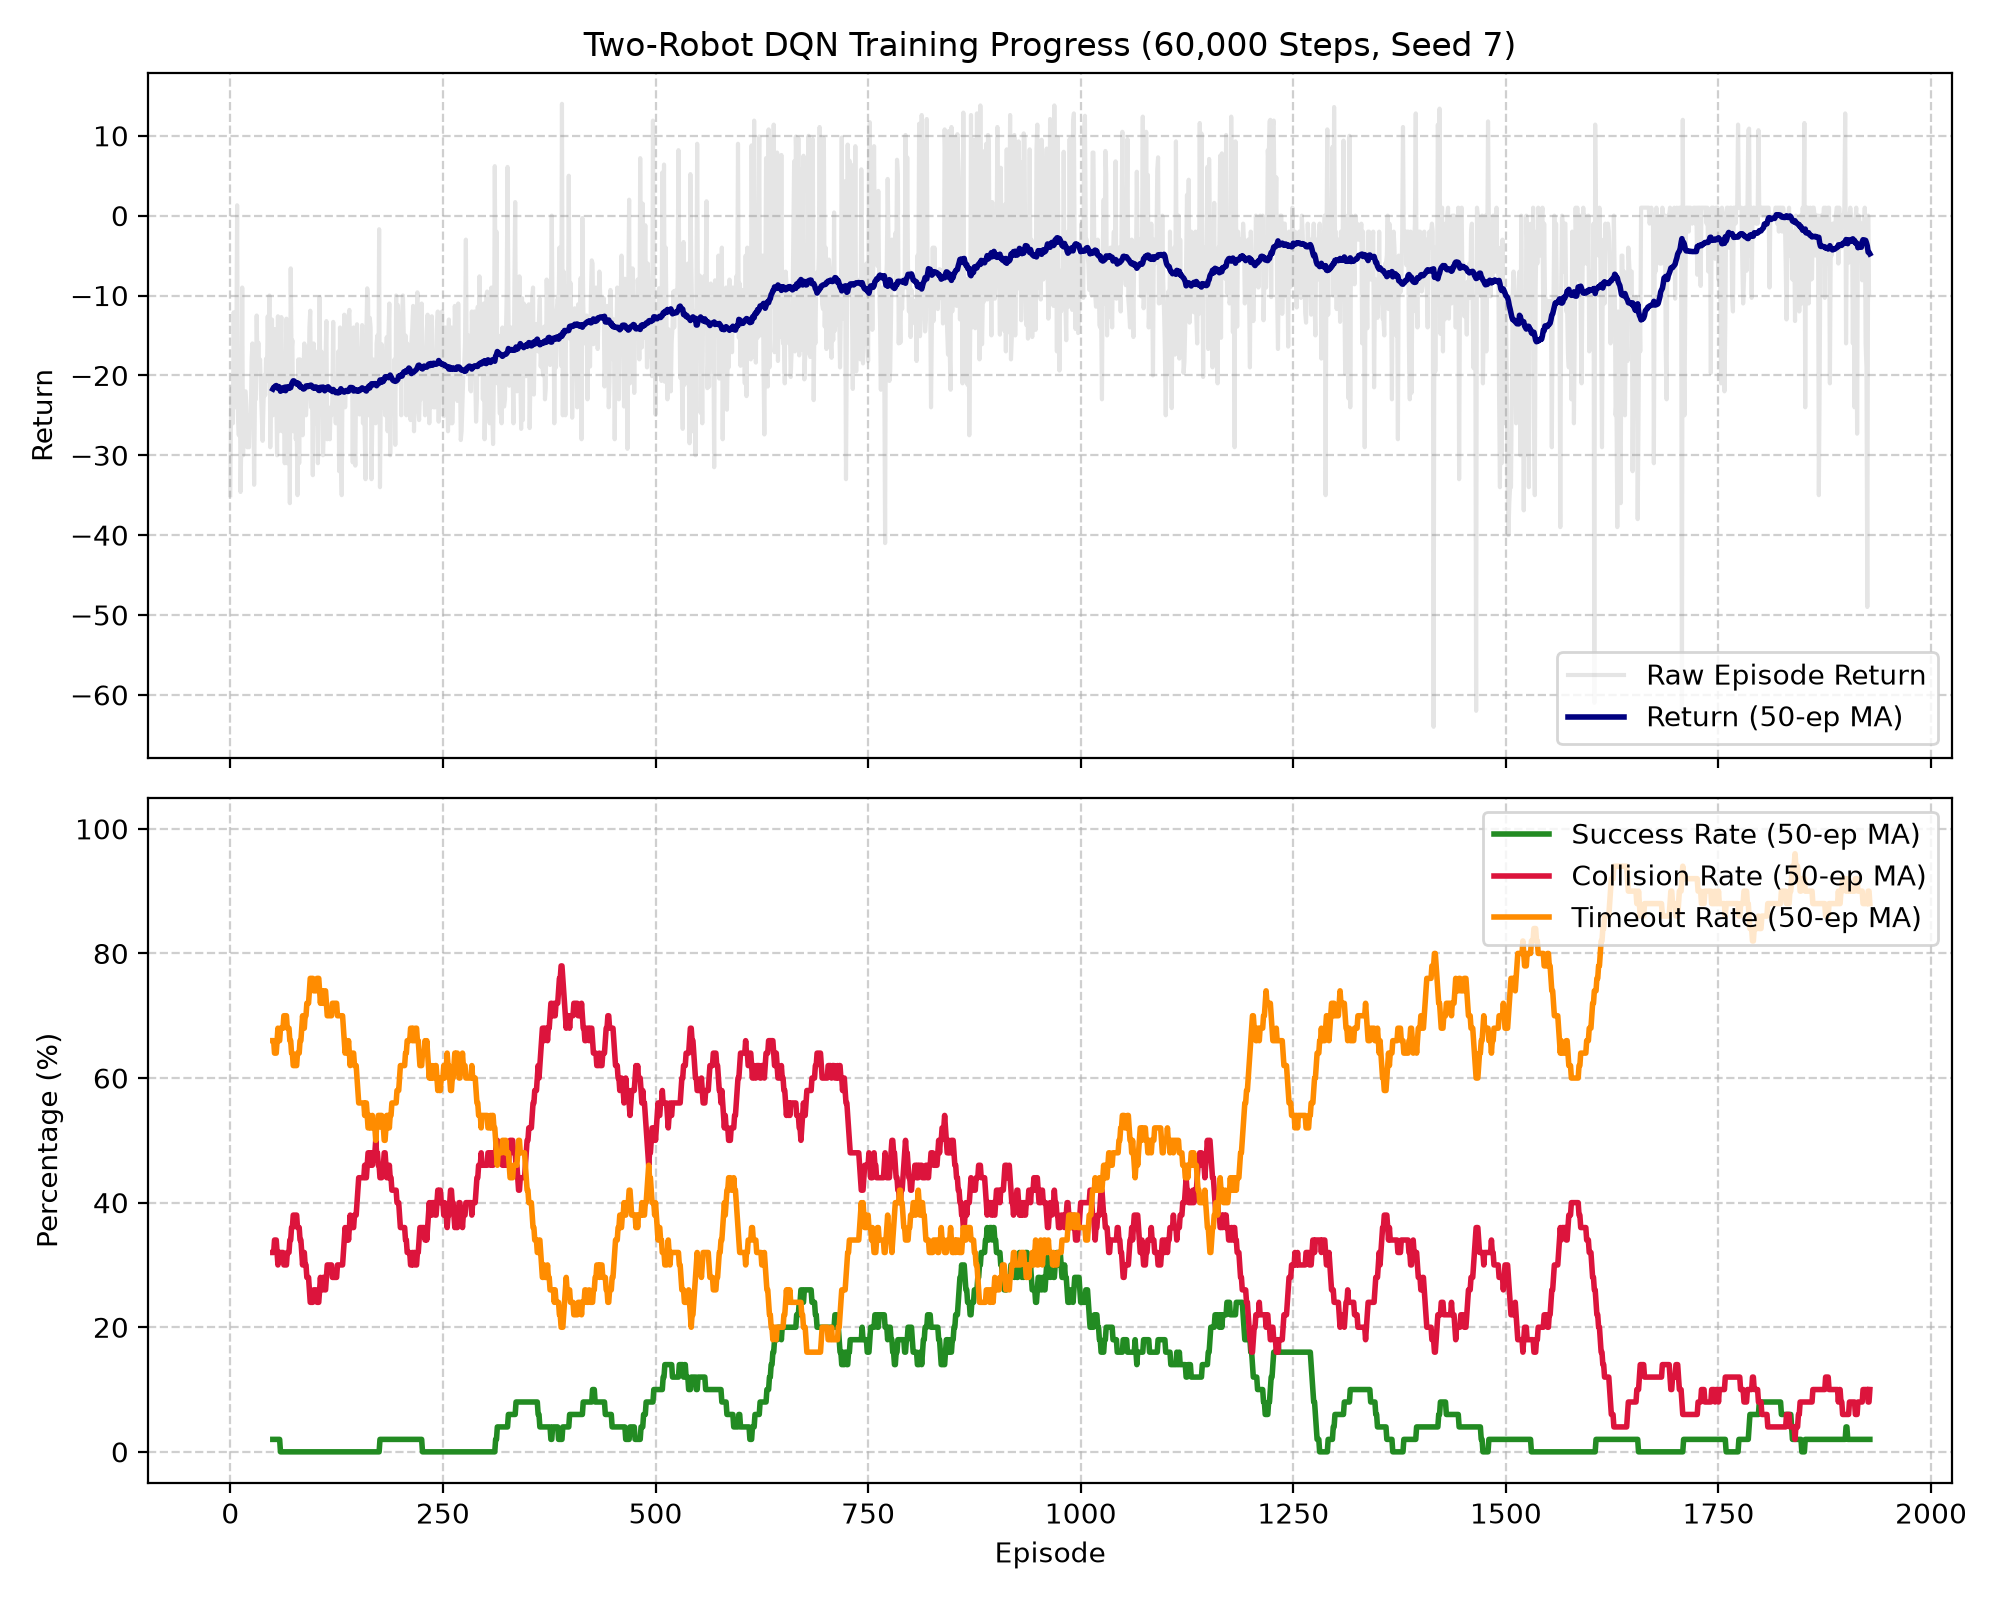 Two-Robot DQN Training Progress (60,000 Steps, Seed 7)
10
0
−10
−20
−30
−40
−50
−60
Return
Raw Episode Return
Return (50-ep MA)
100
80
60
40
20
0
Percentage (%)
Success Rate (50-ep MA)
Collision Rate (50-ep MA)
Timeout Rate (50-ep MA)
0 250 500 750 1000 1250 1500 1750 2000
Episode